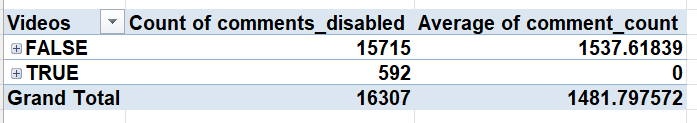 Videos Count of comments_disabled Average of comment_count
FALSE 15715 1537.61839
TRUE 592 0
Grand Total 16307 1481.797572